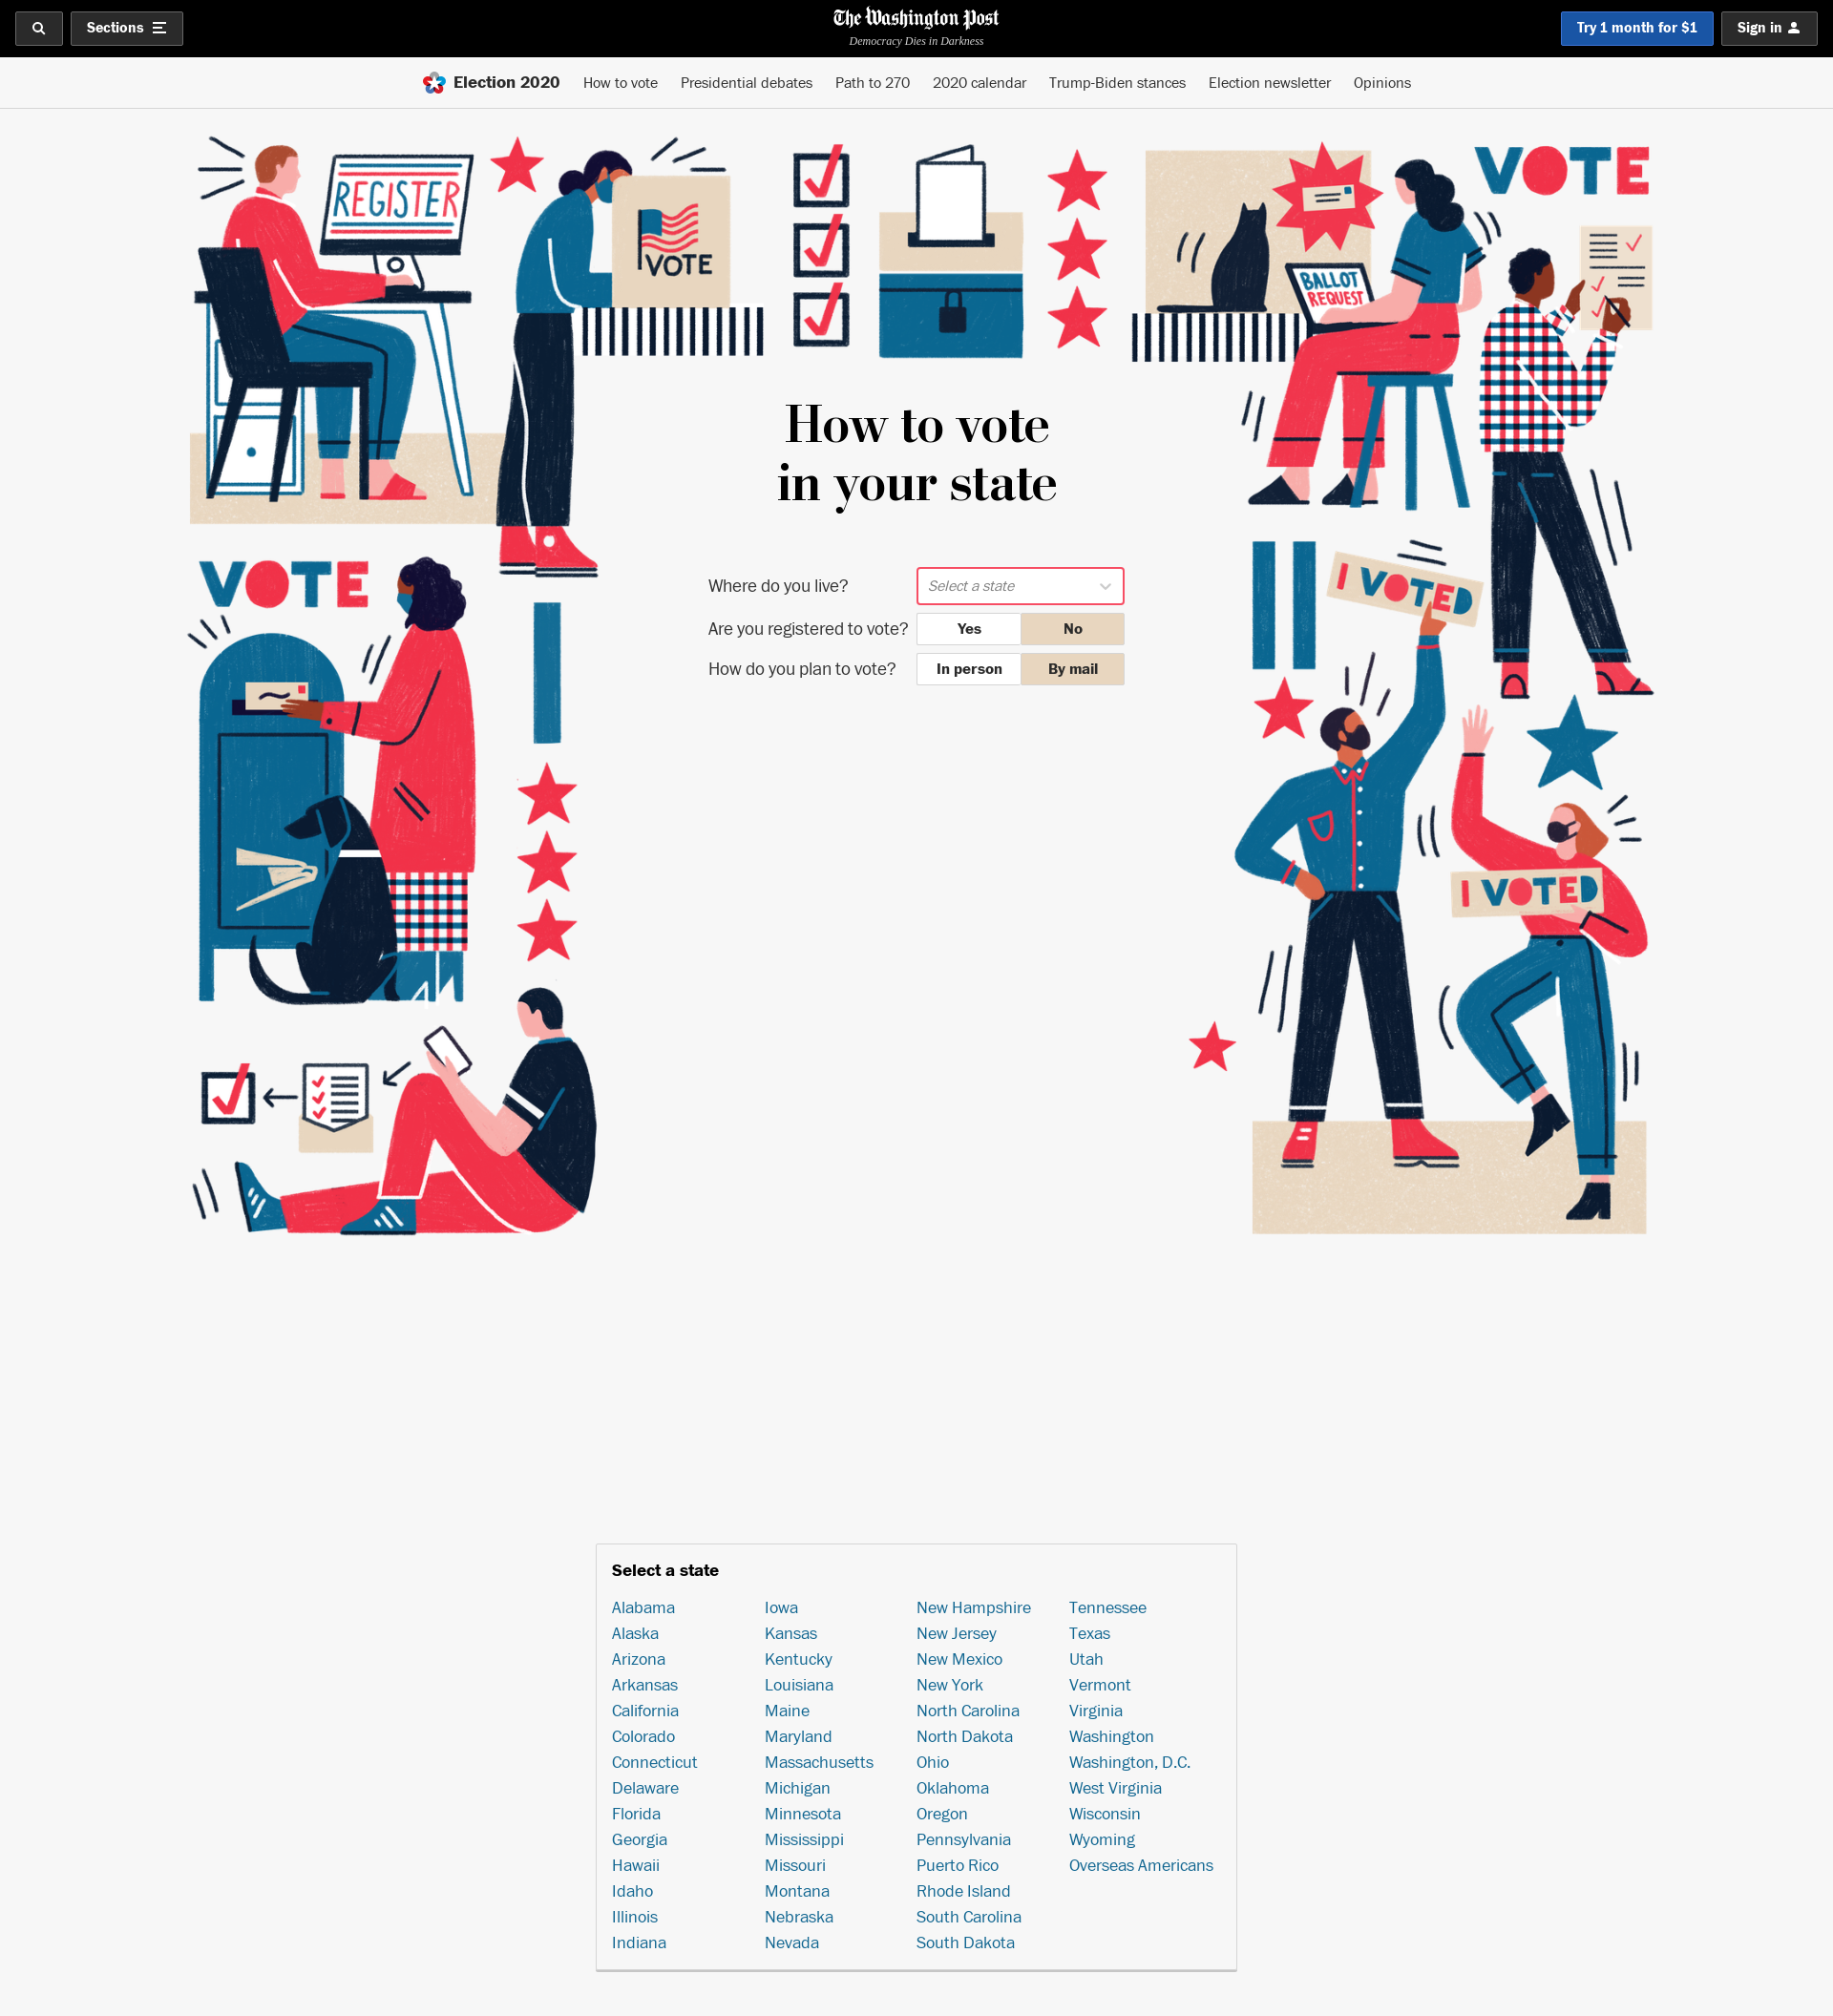 Sections
The Washington Post
Democracy Dies in Darkness
Try 1 month for $1
Sign in
Election 2020
How to vote
Presidential debates
Path to 270
2020 calendar
Trump-Biden stances
Election newsletter
Opinions
REGISTER
VOTE
BALLOT
REQUEST
VOTE
How to vote
in your state
VOTE
I VOTED
I VOTED
Where do you live?
Select a state
Are you registered to vote?
Yes
No
How do you plan to vote?
In person
By mail
Select a state
Alabama
Alaska
Arizona
Arkansas
California
Colorado
Connecticut
Delaware
Florida
Georgia
Hawaii
Idaho
Illinois
Indiana
Iowa
Kansas
Kentucky
Louisiana
Maine
Maryland
Massachusetts
Michigan
Minnesota
Mississippi
Missouri
Montana
Nebraska
Nevada
New Hampshire
New Jersey
New Mexico
New York
North Carolina
North Dakota
Ohio
Oklahoma
Oregon
Pennsylvania
Puerto Rico
Rhode Island
South Carolina
South Dakota
Tennessee
Texas
Utah
Vermont
Virginia
Washington
Washington, D.C.
West Virginia
Wisconsin
Wyoming
Overseas Americans